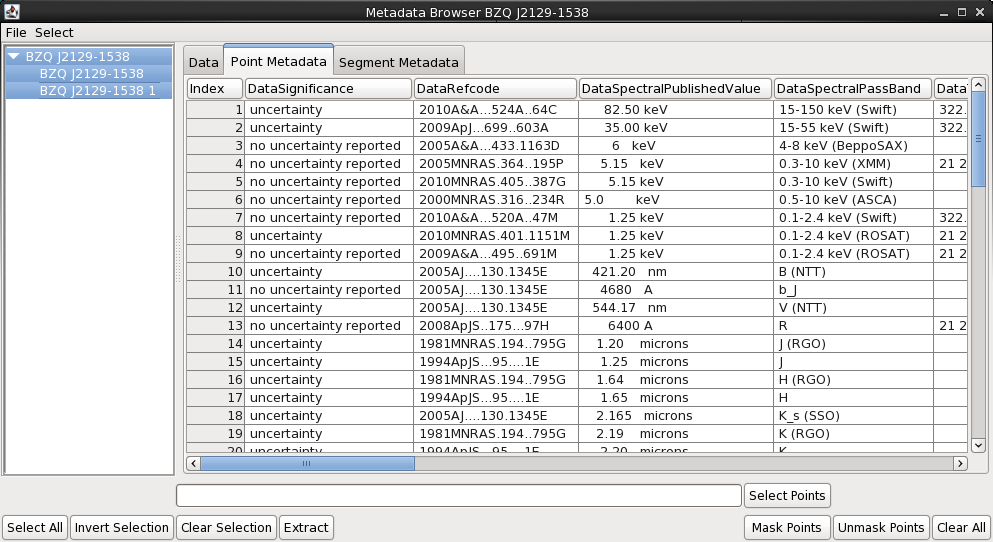 Metadata Browser BZQ J2129-1538
File Select
BZQ J2129-1538
BZQ J2129-1538
BZQ J2129-1538 1
Data Point Metadata Segment Metadata
Index DataSignificance DataRefcode DataSpectralPublishedValue DataSpectralPassBand DataT
1 uncertainty 2010A&A...524A..64C 82.50 keV 15-150 keV (Swift) 322.
2 uncertainty 2009ApJ...699..603A 35.00 keV 15-55 keV (Swift) 322.
3 no uncertainty reported 2005A&A...433.1163D 6 keV 4-8 keV (BeppoSAX)
4 no uncertainty reported 2005MNRAS.364..195P 5.15 keV 0.3-10 keV (XMM) 21 2
5 no uncertainty reported 2010MNRAS.405..387G 5.15 keV 0.3-10 keV (Swift)
6 no uncertainty reported 2000MNRAS.316..234R 5.0 keV 0.5-10 keV (ASCA)
7 no uncertainty reported 2010A&A...520A..47M 1.25 keV 0.1-2.4 keV (Swift) 322.
8 uncertainty 2010MNRAS.401.1151M 1.25 keV 0.1-2.4 keV (ROSAT) 21 2
9 no uncertainty reported 2009A&A...495..691M 1.25 keV 0.1-2.4 keV (ROSAT) 21 2
10 uncertainty 2005AJ....130.1345E 421.20 nm B (NTT)
11 no uncertainty reported 2005AJ....130.1345E 4680 A b_J
12 uncertainty 2005AJ....130.1345E 544.17 nm V (NTT)
13 no uncertainty reported 2008ApJS..175...97H 6400 A R 21 2
14 uncertainty 1981MNRAS.194..795G 1.20 microns J (RGO)
15 uncertainty 1994ApJS...95....1E 1.25 microns J
16 uncertainty 1981MNRAS.194..795G 1.64 microns H (RGO)
17 uncertainty 1994ApJS...95....1E 1.65 microns H
18 uncertainty 2005AJ....130.1345E 2.165 microns K_s (SSO)
19 uncertainty 1981MNRAS.194..795G 2.19 microns K (RGO)
20 uncertainty 1994ApJS...95....1E 2.20 microns K
Select Points
Select All Invert Selection Clear Selection Extract Mask Points Unmask Points Clear All